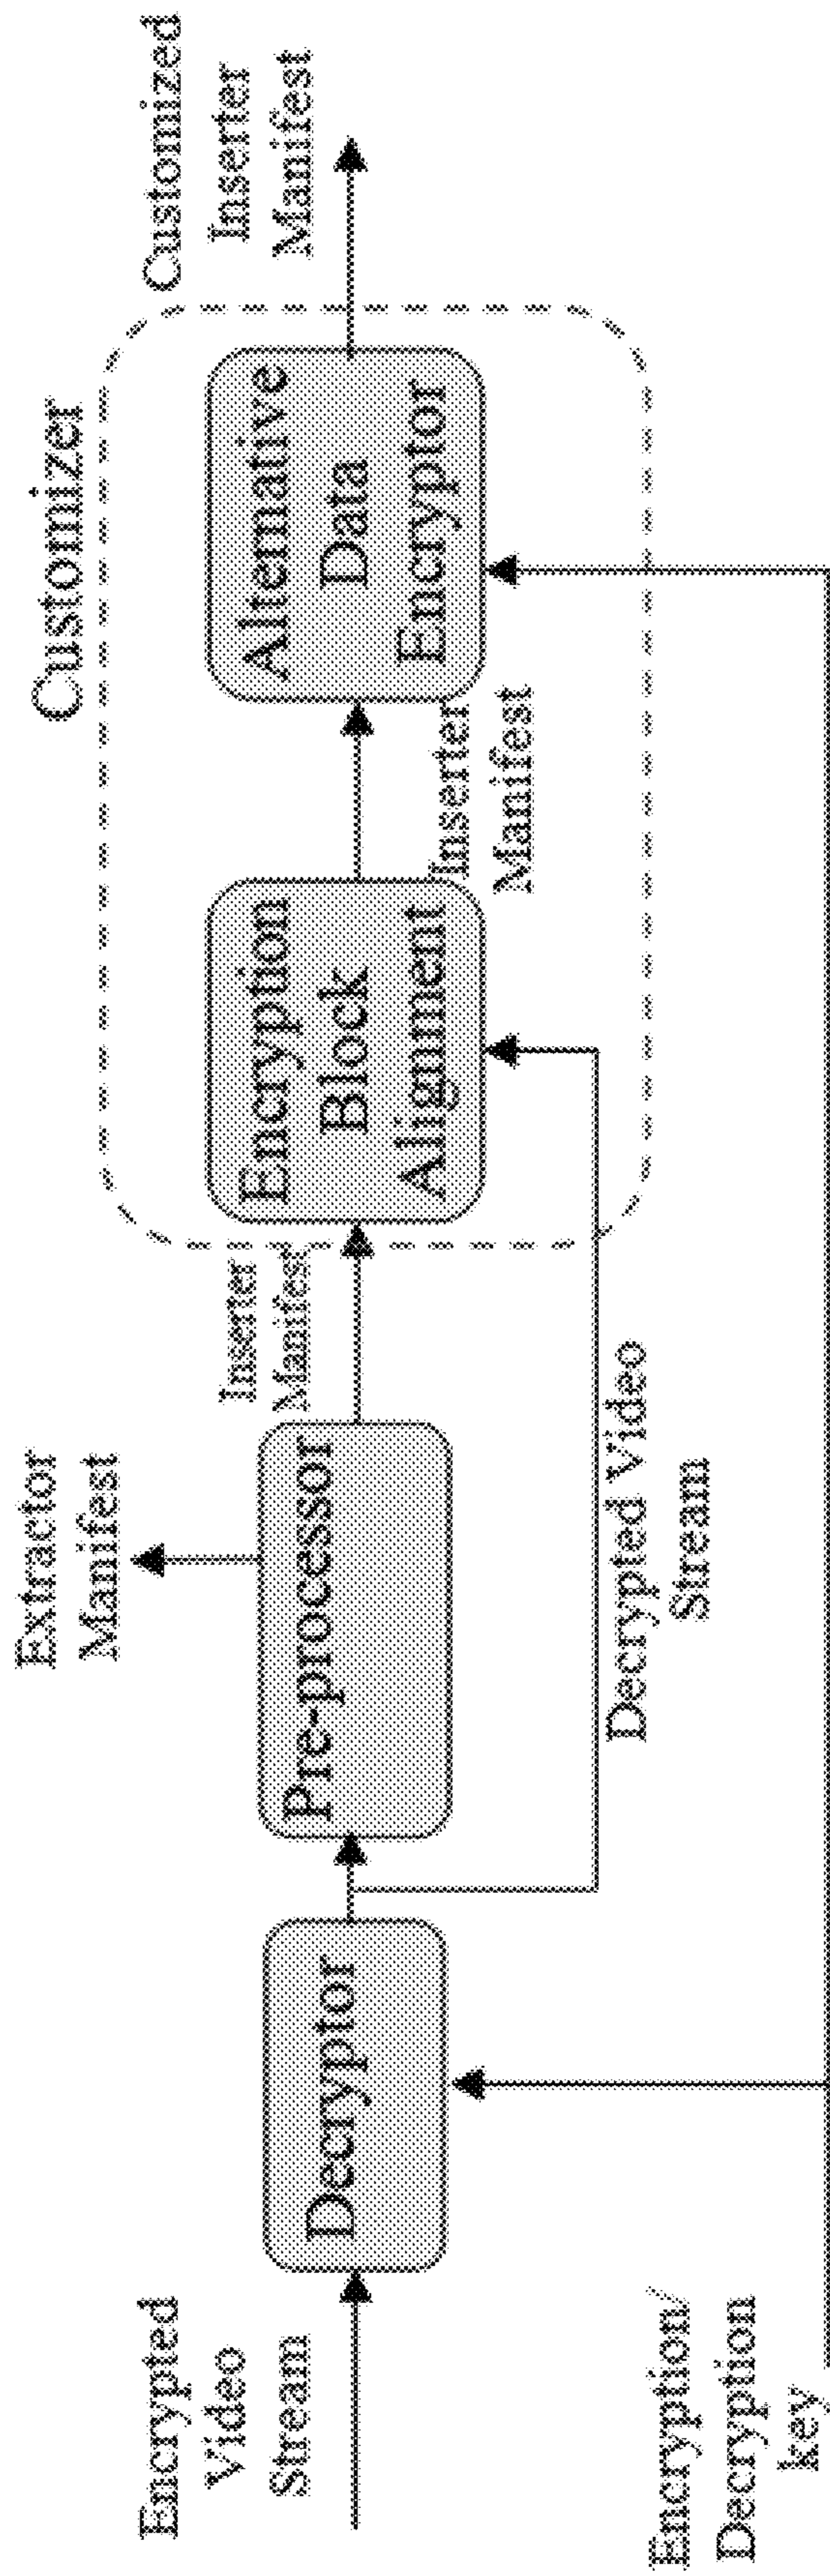 Encrypted
Video
Stream
Encryption/
Decryption
key
Decryptor
Pre-processor
Extractor
Manifest
Decrypted Video
Stream
Inserter
Manifest
Customizer
Encryption
Block
Alignment
Inserter
Manifest
Alternative
Data
Encryptor
Customized
Inserter
Manifest